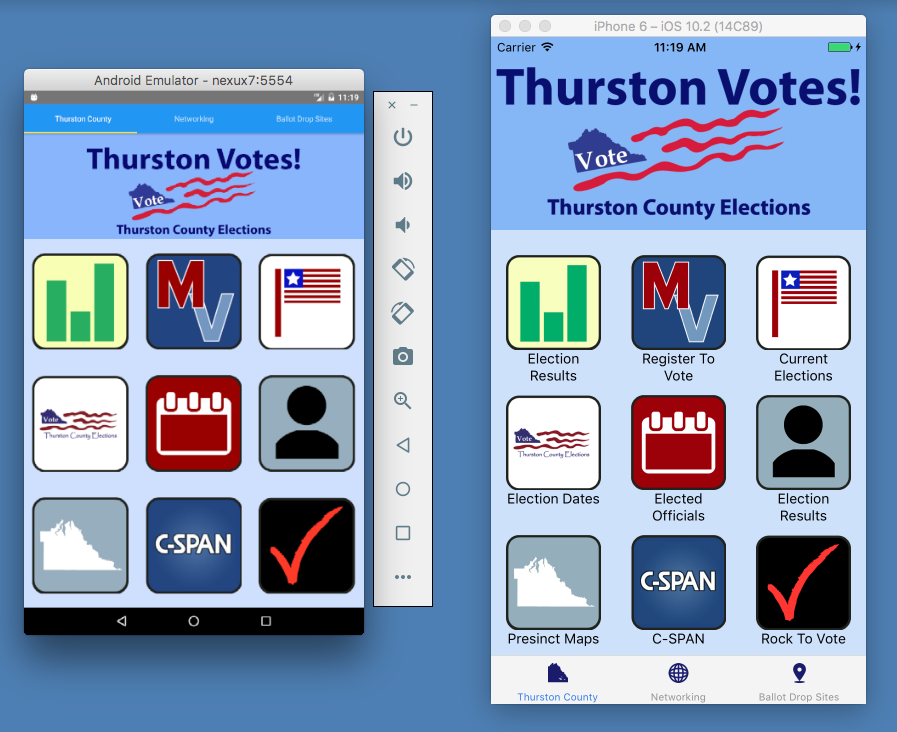 Android Emulator - nexux7:5554
11:19
Thurston County
Networking
Ballot Drop Sites
Thurston Votes!
Vote
Thurston County Elections
M
V
Vote
Thurston County Elections
C-SPAN
iPhone 6 – iOS 10.2 (14C89)
Carrier
11:19 AM
Thurston Votes!
Vote
Thurston County Elections
M
V
Election
Results
Register To
Vote
Current
Elections
Vote
Thurston County Elections
Election Dates
Elected
Officials
Election
Results
C-SPAN
Presinct Maps
C-SPAN
Rock To Vote
Thurston County
Networking
Ballot Drop Sites